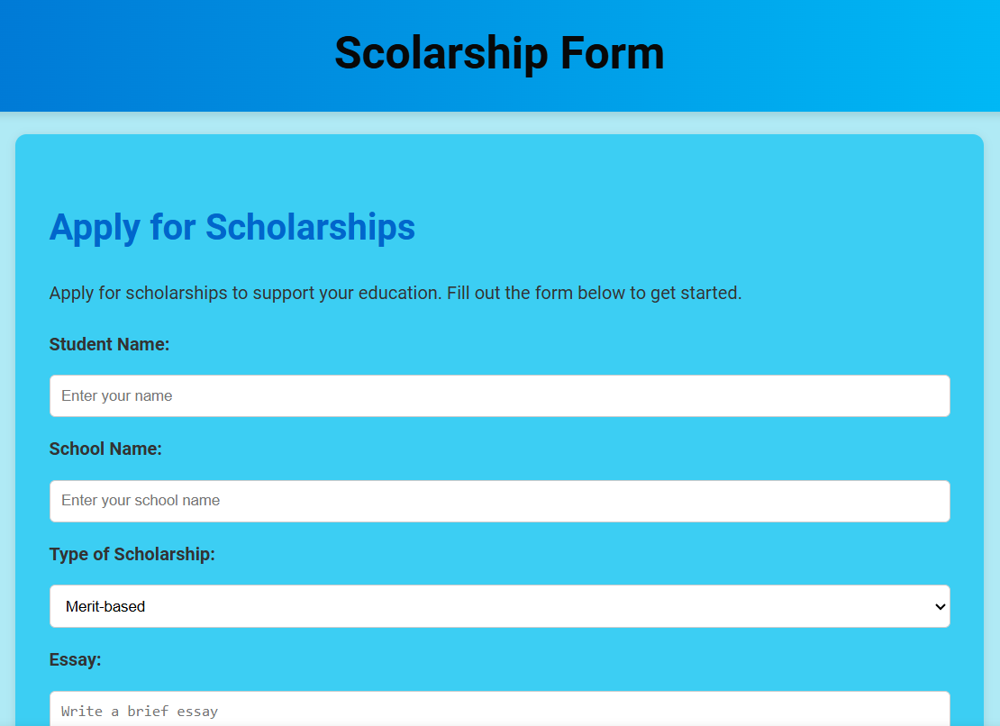 Scolarship Form
Apply for Scholarships
Apply for scholarships to support your education. Fill out the form below to get started.
Student Name:
Enter your name
School Name:
Enter your school name
Type of Scholarship:
Merit-based
Essay:
Write a brief essay